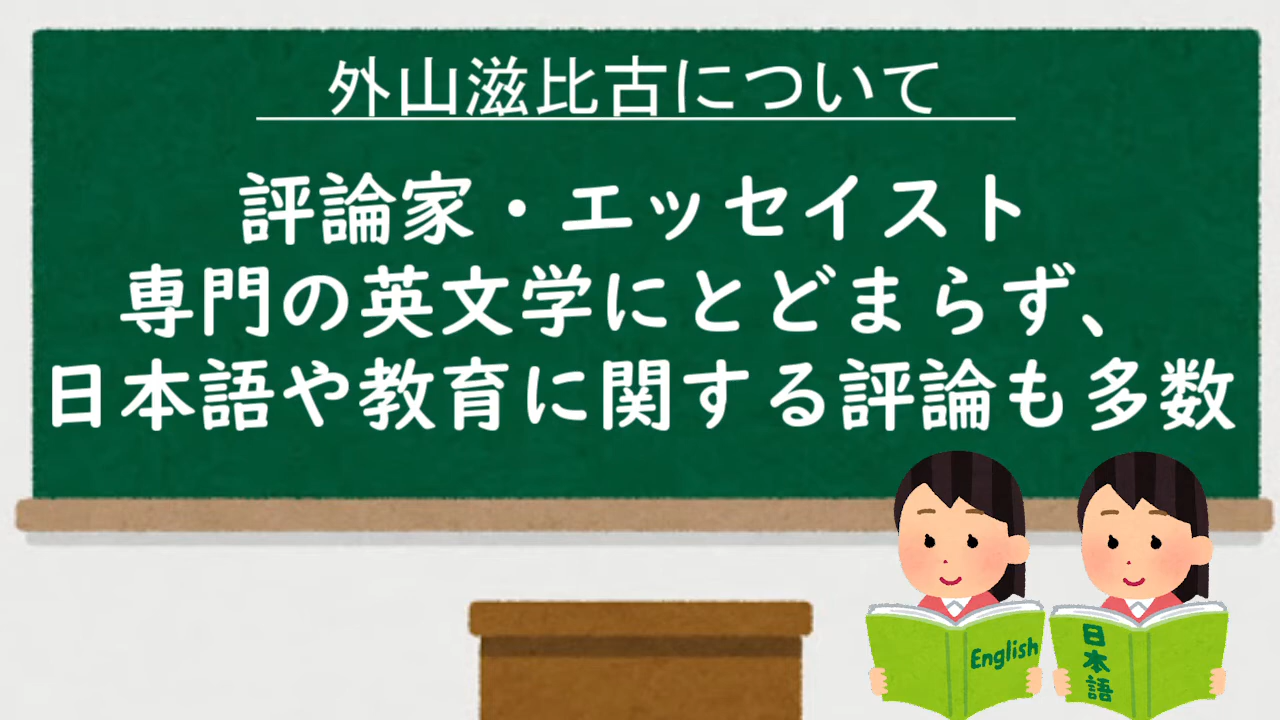 外山滋比古について
評論家・エッセイスト
専門の英文学にとどまらず、
日本語や教育に関する評論も多数
English
日本語